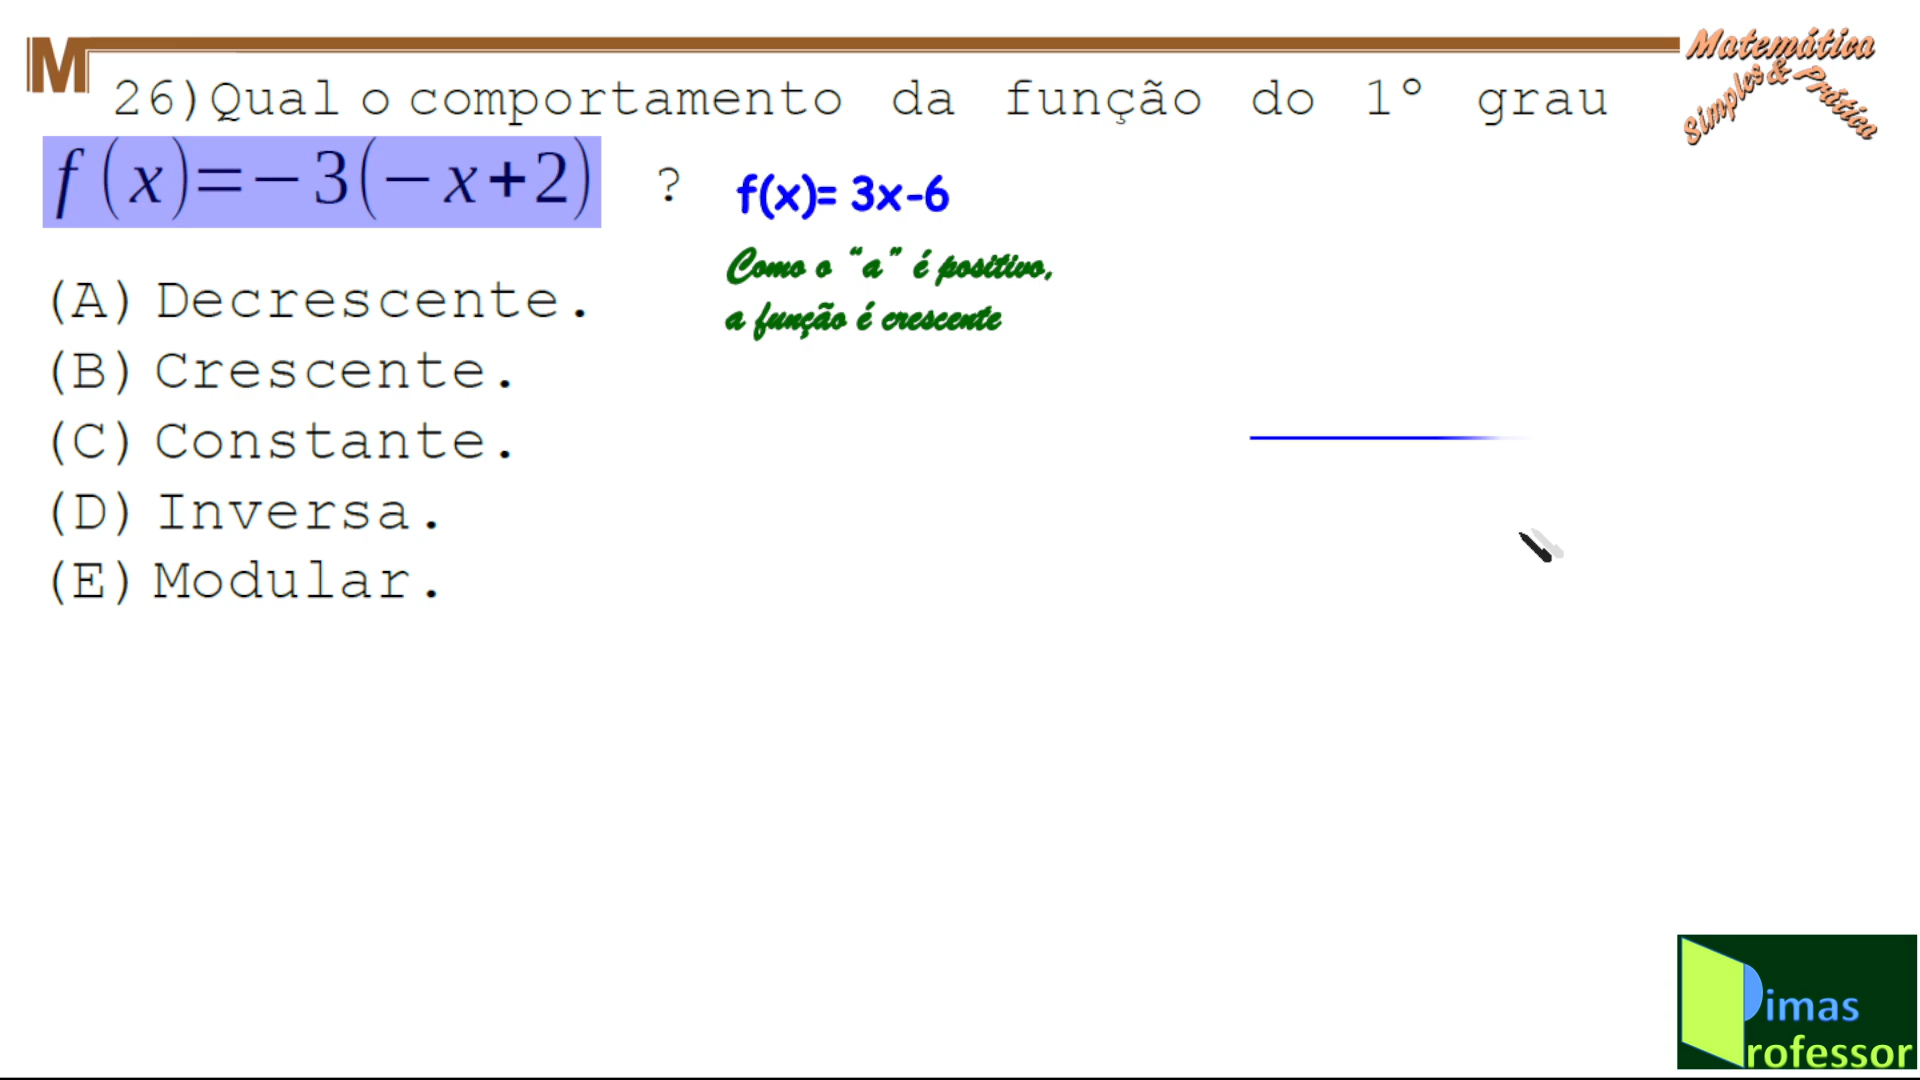 M
Matemática
Simples & Prática
26)Qual o comportamento da função do 1º grau
f(x)=−3(−x+2) ?
f(x)= 3x-6
Como o “a” é positivo,
a função é crescente
(A) Decrescente.
(B) Crescente.
(C) Constante.
(D) Inversa.
(E) Modular.
Dimas
Professor